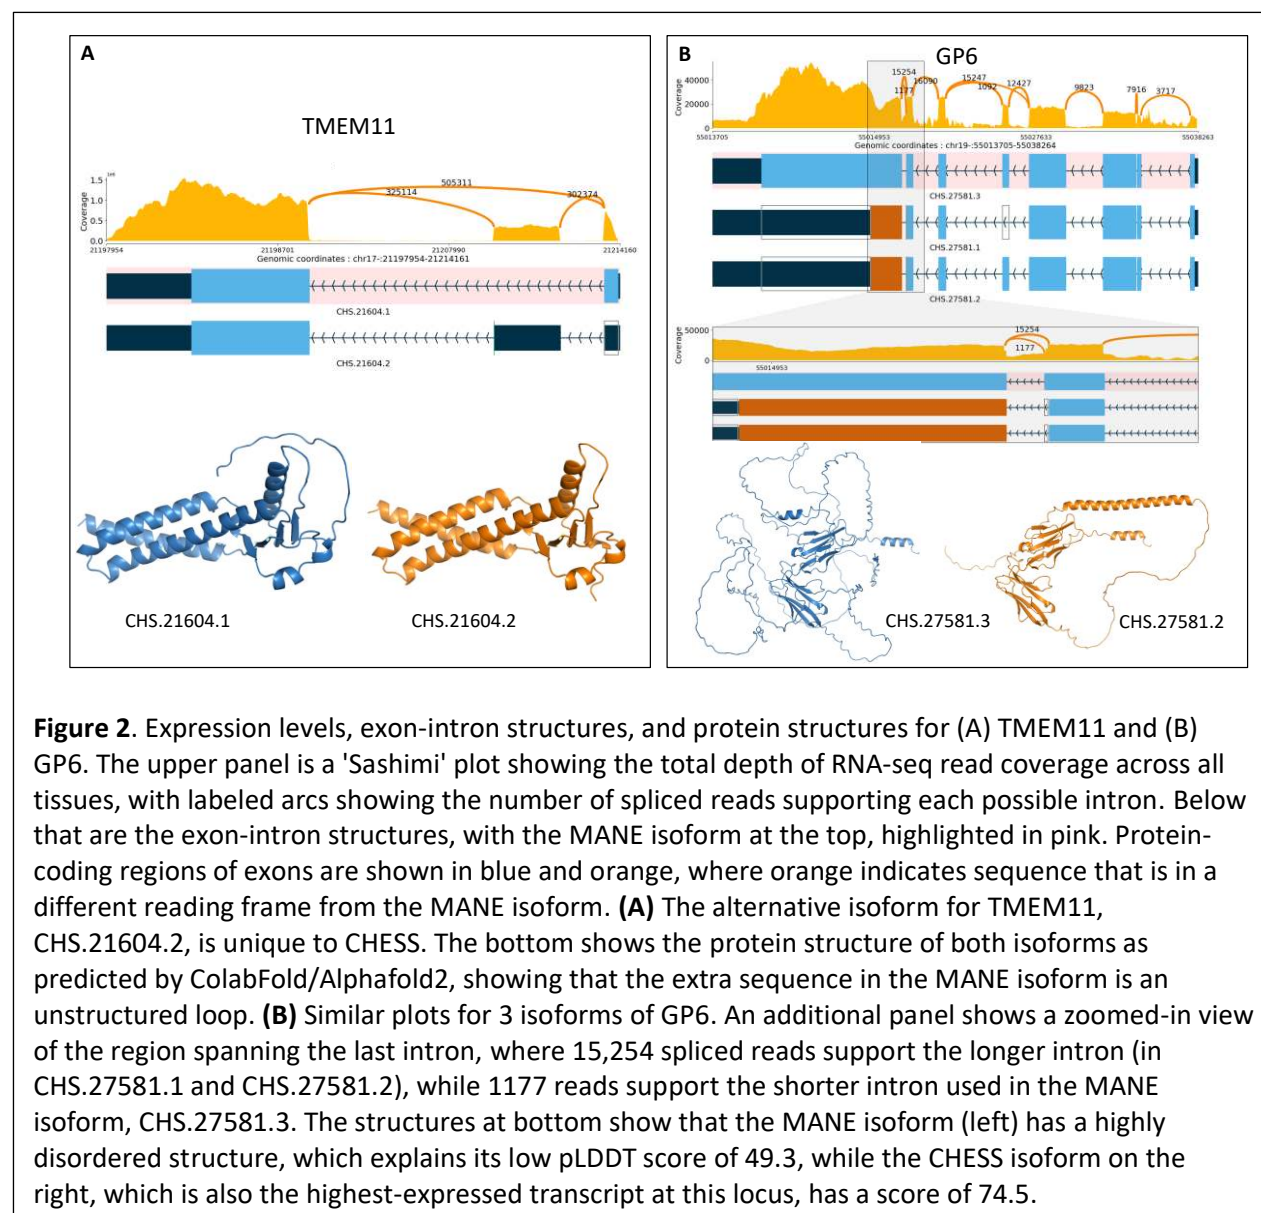 A
TMEM11
1e6
1.5
1.0
0.5
0.0
Coverage
505311
325114
302374
21197954 21198701 21207990 21214160
Genomic coordinates : chr17-:21197954-21214161
CHS.21604.1
CHS.21604.2
CHS.21604.1 CHS.21604.2
B
GP6
40000
20000
0
Coverage
15254
1177
16090
15247
1092
12427
9823
7916
3717
55013705 55014953 55027633 55038263
Genomic coordinates : chr19-:55013705-55038264
CHS.27581.3
CHS.27581.1
CHS.27581.2
50000
0
Coverage
15254
1177
55014953
CHS.27581.3 CHS.27581.2
Figure 2. Expression levels, exon-intron structures, and protein structures for (A) TMEM11 and (B)
GP6. The upper panel is a 'Sashimi' plot showing the total depth of RNA-seq read coverage across all
tissues, with labeled arcs showing the number of spliced reads supporting each possible intron. Below
that are the exon-intron structures, with the MANE isoform at the top, highlighted in pink. Protein-
coding regions of exons are shown in blue and orange, where orange indicates sequence that is in a
different reading frame from the MANE isoform. (A) The alternative isoform for TMEM11,
CHS.21604.2, is unique to CHESS. The bottom shows the protein structure of both isoforms as
predicted by ColabFold/Alphafold2, showing that the extra sequence in the MANE isoform is an
unstructured loop. (B) Similar plots for 3 isoforms of GP6. An additional panel shows a zoomed-in view
of the region spanning the last intron, where 15,254 spliced reads support the longer intron (in
CHS.27581.1 and CHS.27581.2), while 1177 reads support the shorter intron used in the MANE
isoform, CHS.27581.3. The structures at bottom show that the MANE isoform (left) has a highly
disordered structure, which explains its low pLDDT score of 49.3, while the CHESS isoform on the
right, which is also the highest-expressed transcript at this locus, has a score of 74.5.